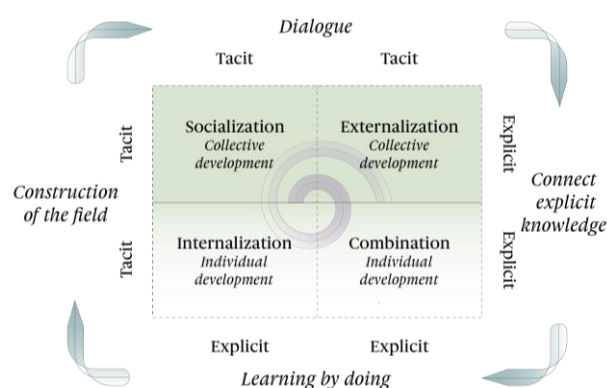 Dialogue
Tacit Tacit
Tacit
Socialization
Collective
development
Externalization
Collective
development
Explicit
Construction
of the field
Connect
explicit
knowledge
Tacit
Internalization
Individual
development
Combination
Individual
development
Explicit
Explicit Explicit
Learning by doing